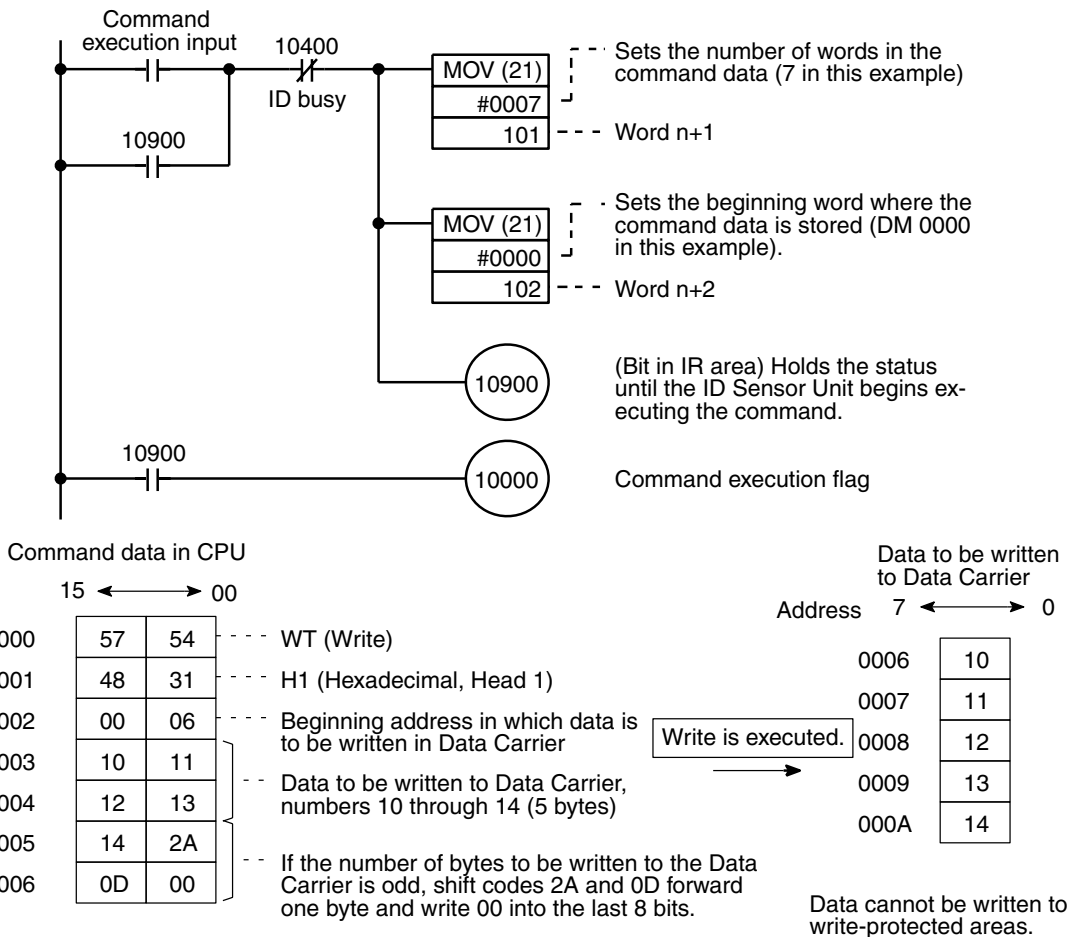 Command
execution input
10400
ID busy
MOV (21)
#0007
101
Sets the number of words in the
command data (7 in this example)
Word n+1
10900
MOV (21)
#0000
102
Sets the beginning word where the
command data is stored (DM 0000
in this example).
Word n+2
10900
(Bit in IR area) Holds the status
until the ID Sensor Unit begins ex-
ecuting the command.
10900
10000
Command execution flag
Command data in CPU
15 00
000 57 54 WT (Write)
001 48 31 H1 (Hexadecimal, Head 1)
002 00 06 Beginning address in which data is
to be written in Data Carrier
003 10 11
004 12 13
Data to be written to Data Carrier,
numbers 10 through 14 (5 bytes)
005 14 2A
006 0D 00
If the number of bytes to be written to the Data
Carrier is odd, shift codes 2A and 0D forward
one byte and write 00 into the last 8 bits.
Write is executed.
Data to be written
to Data Carrier
Address 7 0
0006 10
0007 11
0008 12
0009 13
000A 14
Data cannot be written to
write-protected areas.